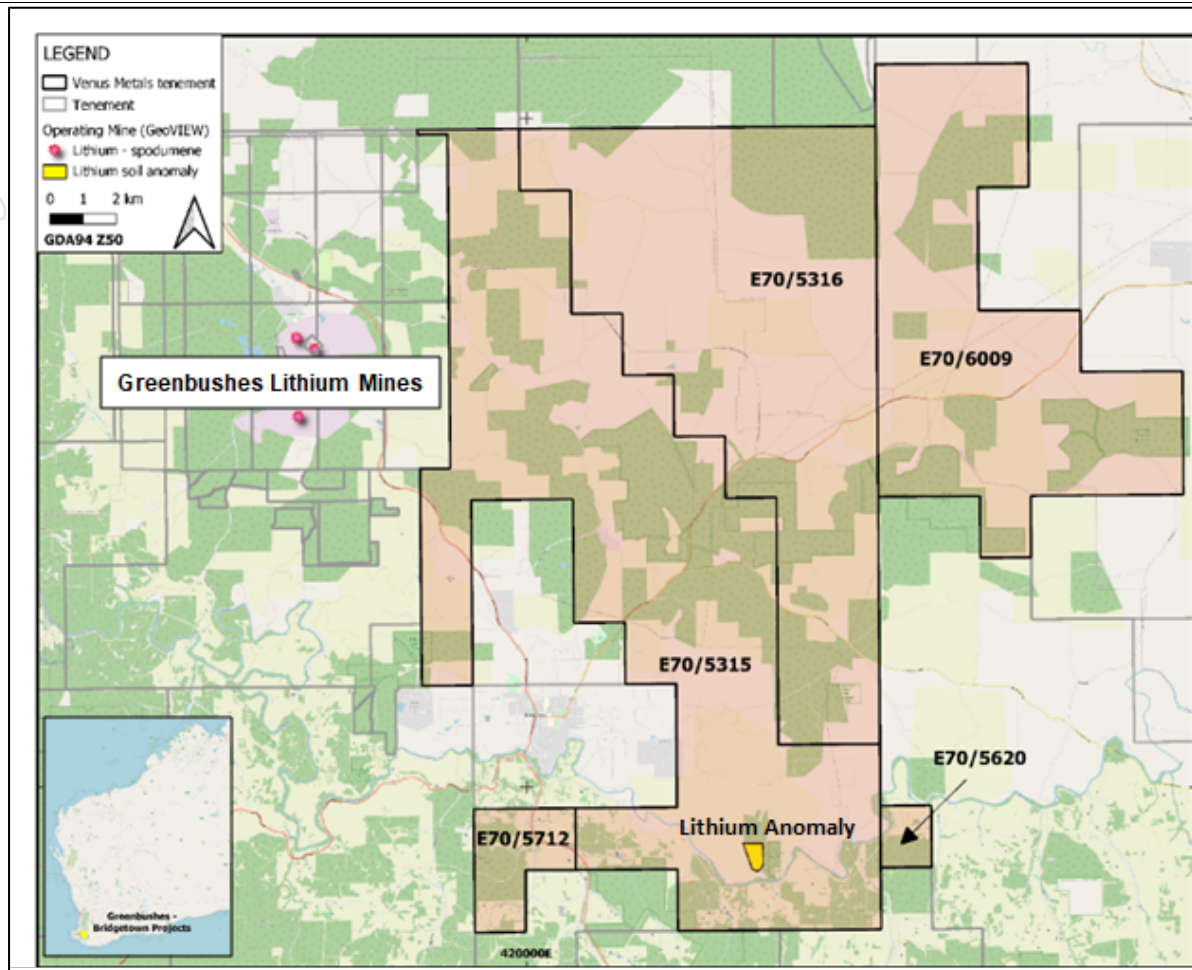 LEGEND
Venus Metals tenement
Tenement
Operating Mine (GeoVIEW)
Lithium - spodumene
Lithium soil anomaly
0 1 2 km
GDA94 Z50
E70/5316
E70/6009
Greenbushes Lithium Mines
E70/5315
E70/5620
Lithium Anomaly
E70/5712
Greenbushes -
Bridgetown Projects
420000E